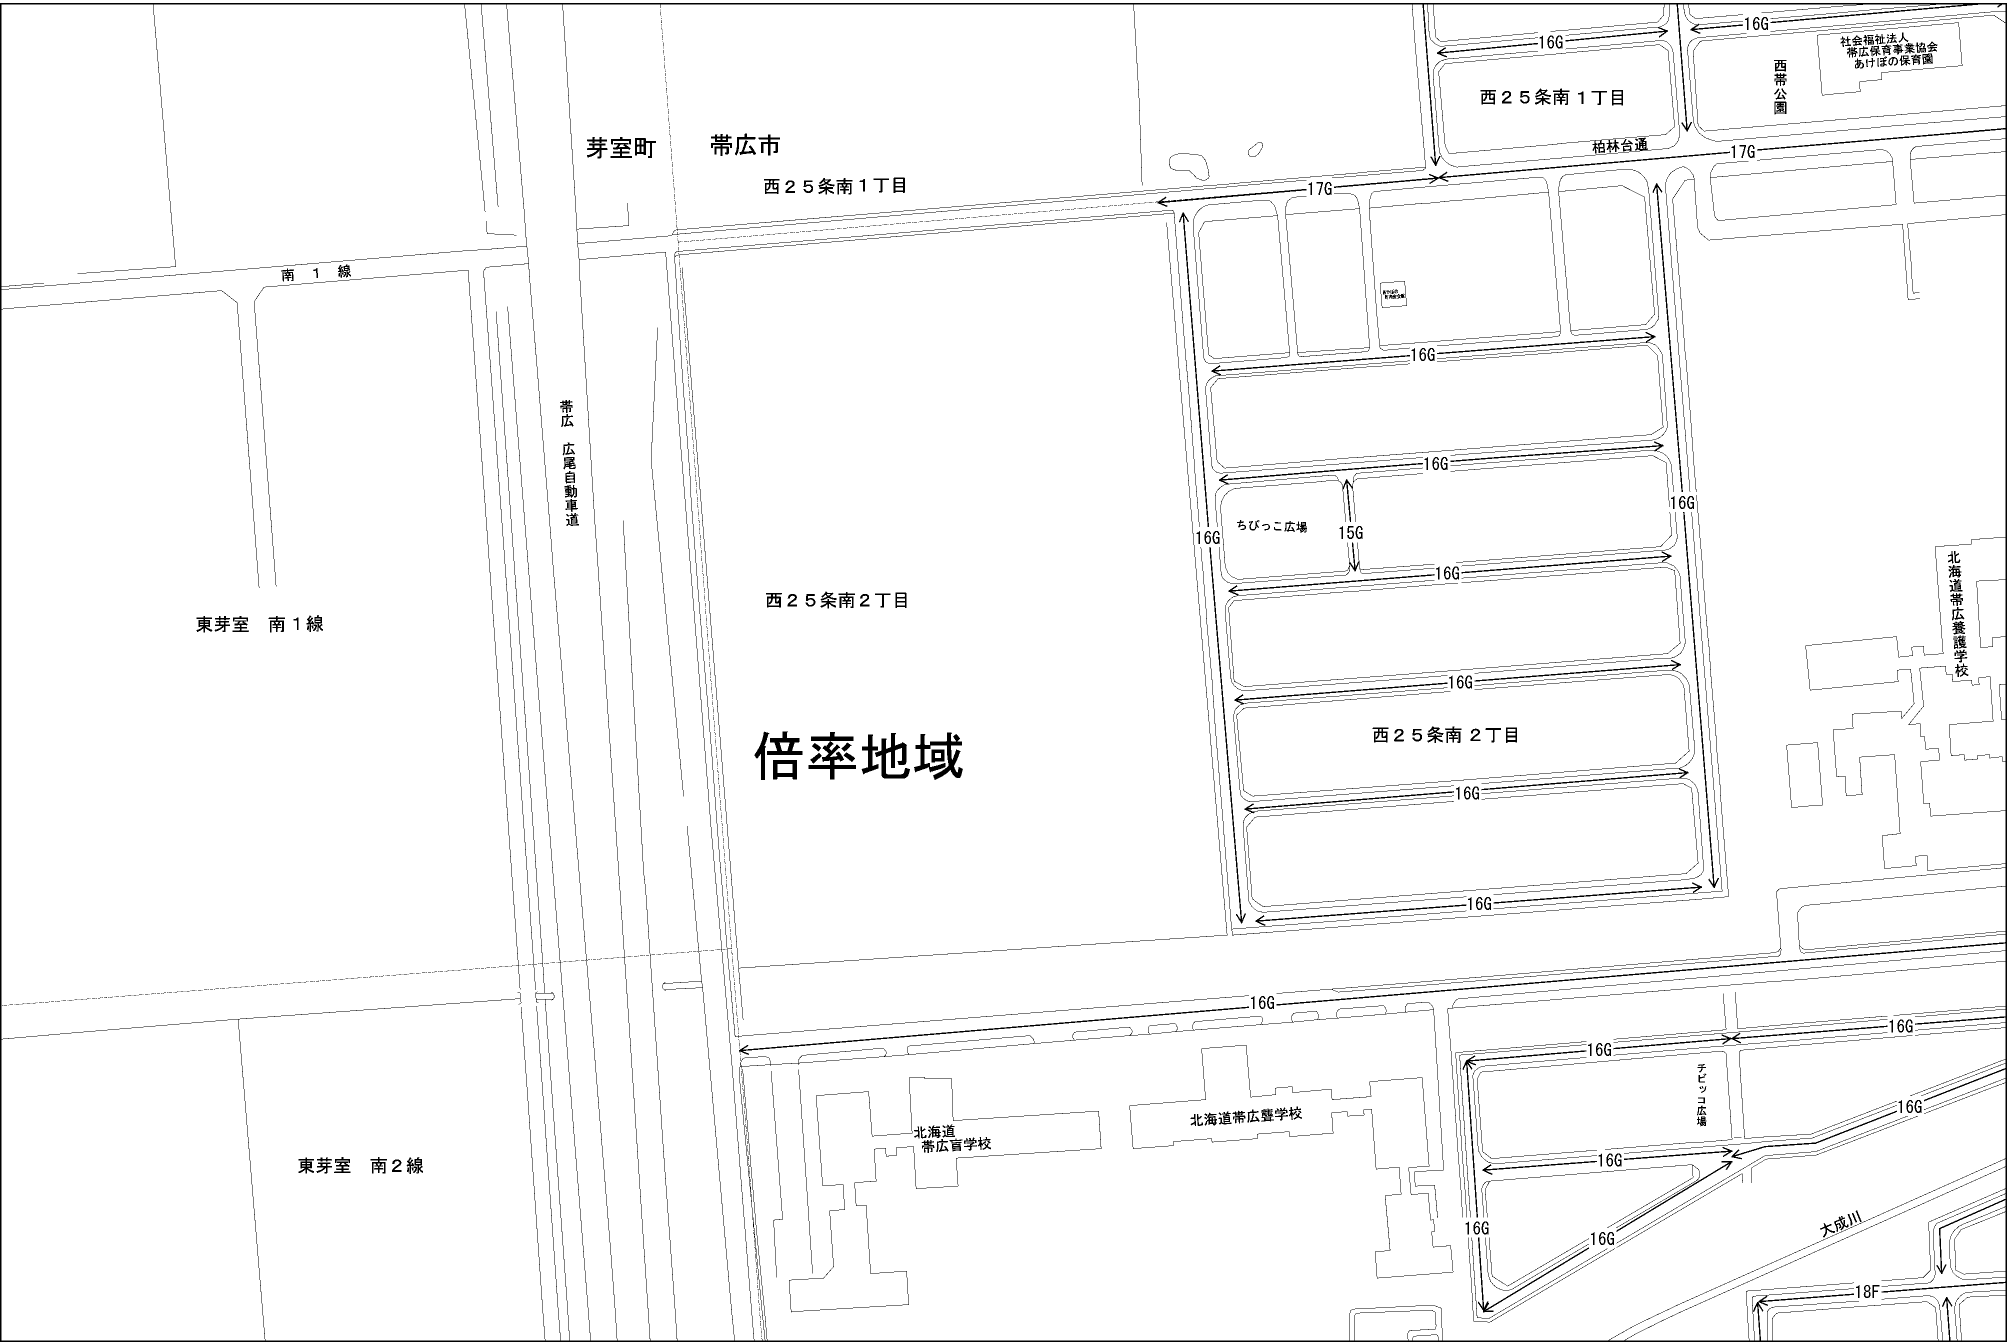 16G
16G
社会福祉法人
帯広保育事業協会
あけぼの保育園
西帯公園
西２５条南１丁目
芽室町
帯広市
柏林台通
17G
西２５条南１丁目
17G
南　１　線
16G
帯広　広尾自動車道
16G
16G
ちびっこ広場
15G
16G
16G
16G
西２５条南２丁目
東芽室　南１線
北海道帯広養護学校
16G
西２５条南２丁目
倍率地域
16G
16G
16G
16G
16G
16G
チビッコ広場
16G
北海道帯広聾学校
北海道
帯広盲学校
16G
東芽室　南２線
16G
16G
大成川
18F